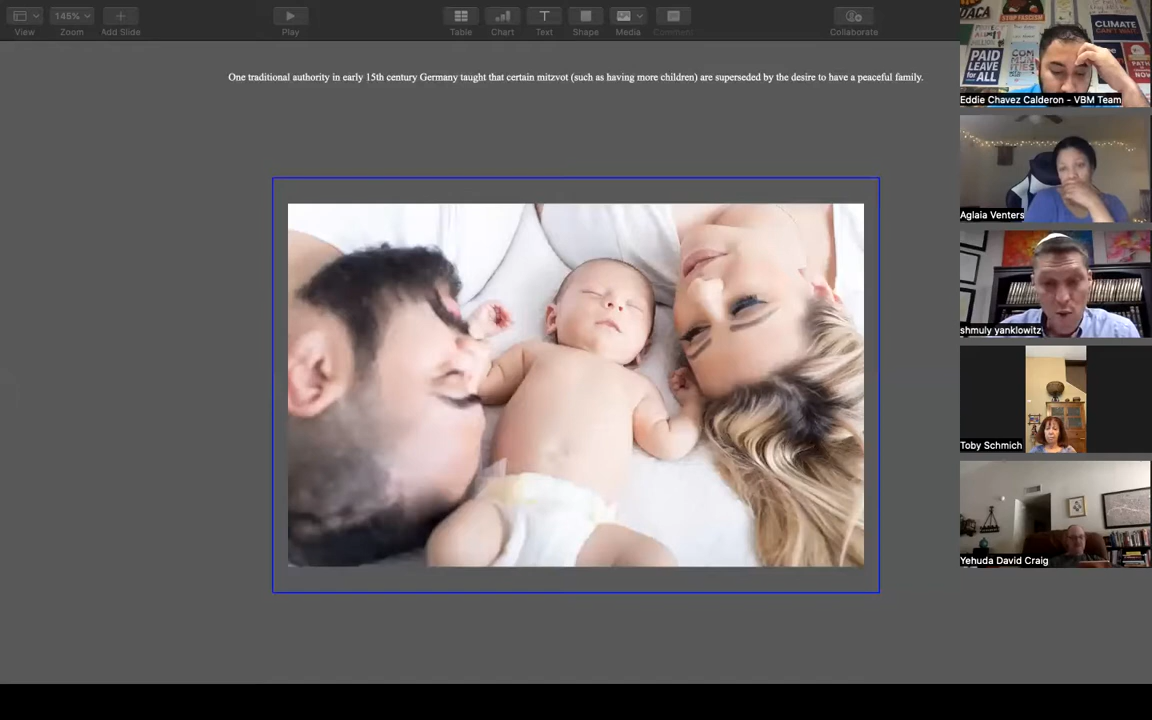 145%
View
Zoom
Add Slide
Play
Table
Chart
Text
Shape
Media
Comment
Collaborate
One traditional authority in early 15th century Germany taught that certain mitzvot (such as having more children) are superseded by the desire to have a peaceful family.
PAID
LEAVE
FOR
ALL
CLIMATE
CAN'T WAIT
Eddie Chavez Calderon - VBM Team
Aglaia Venters
shmuly yanklowitz
Toby Schmich
Yehuda David Craig